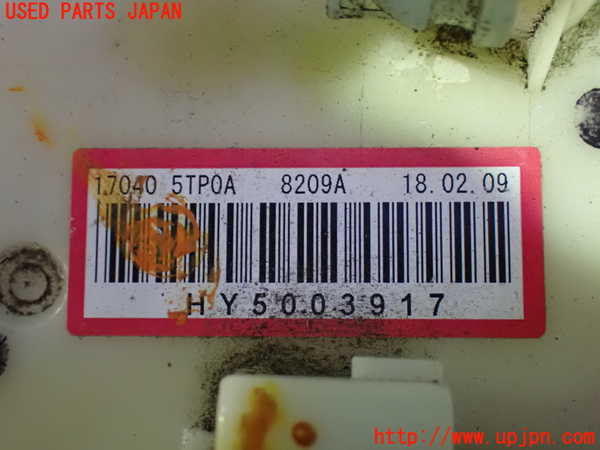 USED PARTS JAPAN
17040 5TP0A 8209A 18.02.09
HY5003917
http://www.upjpn.com